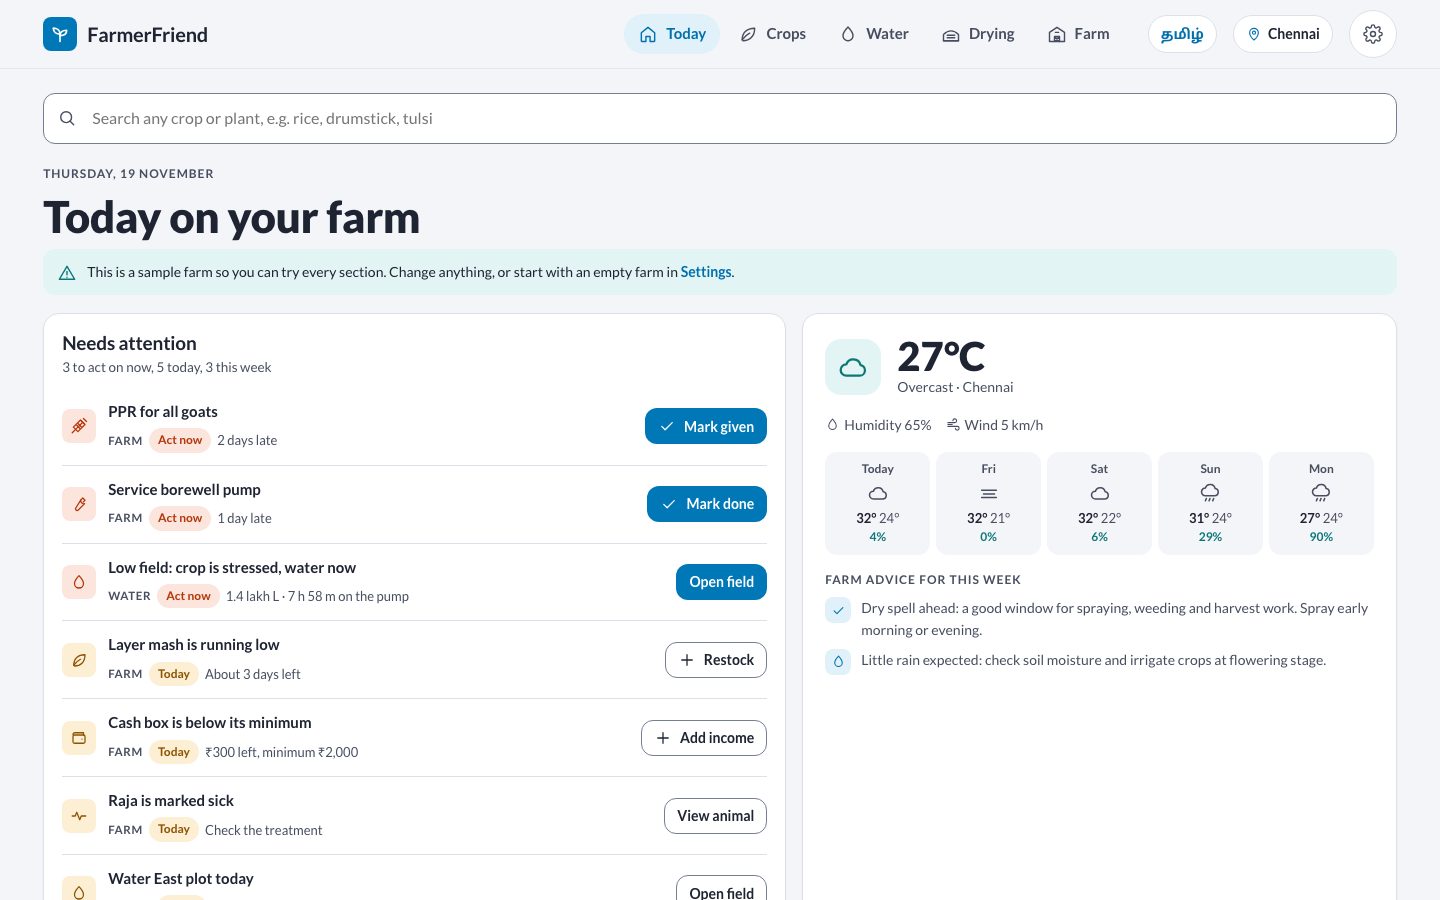 FarmerFriend
Today
Crops
Water
Drying
Farm
தமிழ்
Chennai
Search any crop or plant, e.g. rice, drumstick, tulsi
THURSDAY, 19 NOVEMBER
Today on your farm
This is a sample farm so you can try every section. Change anything, or start with an empty farm in Settings.
Needs attention
3 to act on now, 5 today, 3 this week
PPR for all goats
FARM Act now 2 days late
Mark given
Service borewell pump
FARM Act now 1 day late
Mark done
Low field: crop is stressed, water now
WATER Act now 1.4 lakh L · 7 h 58 m on the pump
Open field
Layer mash is running low
FARM Today About 3 days left
Restock
Cash box is below its minimum
FARM Today ₹300 left, minimum ₹2,000
Add income
Raja is marked sick
FARM Today Check the treatment
View animal
Water East plot today
Open field
27°C
Overcast · Chennai
Humidity 65% Wind 5 km/h
Today
32° 24°
4%
Fri
32° 21°
0%
Sat
32° 22°
6%
Sun
31° 24°
29%
Mon
27° 24°
90%
FARM ADVICE FOR THIS WEEK
Dry spell ahead: a good window for spraying, weeding and harvest work. Spray early
morning or evening.
Little rain expected: check soil moisture and irrigate crops at flowering stage.